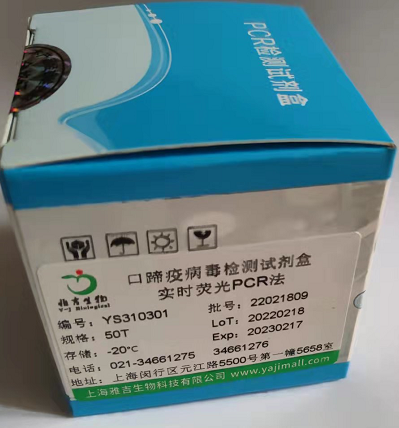 PCR检测试剂盒
口蹄疫病毒检测试剂盒
实时荧光PCR法
雅吉生物
Y-J Biological
编号: YS310301
批号: 22021809
规格: 50T
LoT: 20220218
存储: -20℃
Exp: 20230217
电话: 021-34661275 34661276
地址: 上海闵行区元江路5500号第一幢5658室
上海雅吉生物科技有限公司 www.yajimall.com